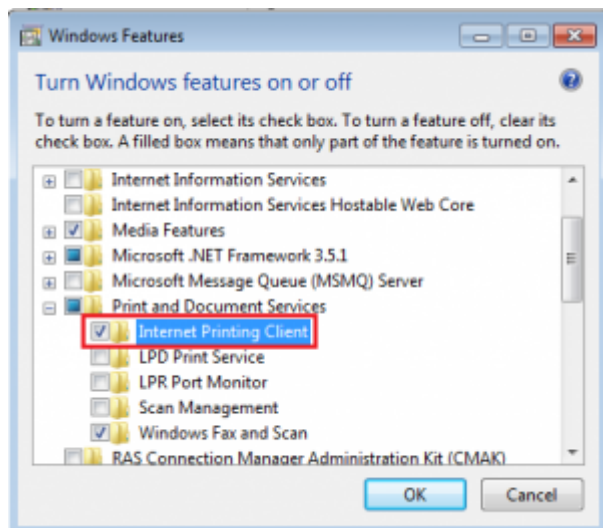 Windows Features
Turn Windows features on or off
To turn a feature on, select its check box. To turn a feature off, clear its
check box. A filled box means that only part of the feature is turned on.
Internet Information Services
Internet Information Services Hostable Web Core
Media Features
Microsoft .NET Framework 3.5.1
Microsoft Message Queue (MSMQ) Server
Print and Document Services
Internet Printing Client
LPD Print Service
LPR Port Monitor
Scan Management
Windows Fax and Scan
RAS Connection Manager Administration Kit (CMAK)
OK Cancel